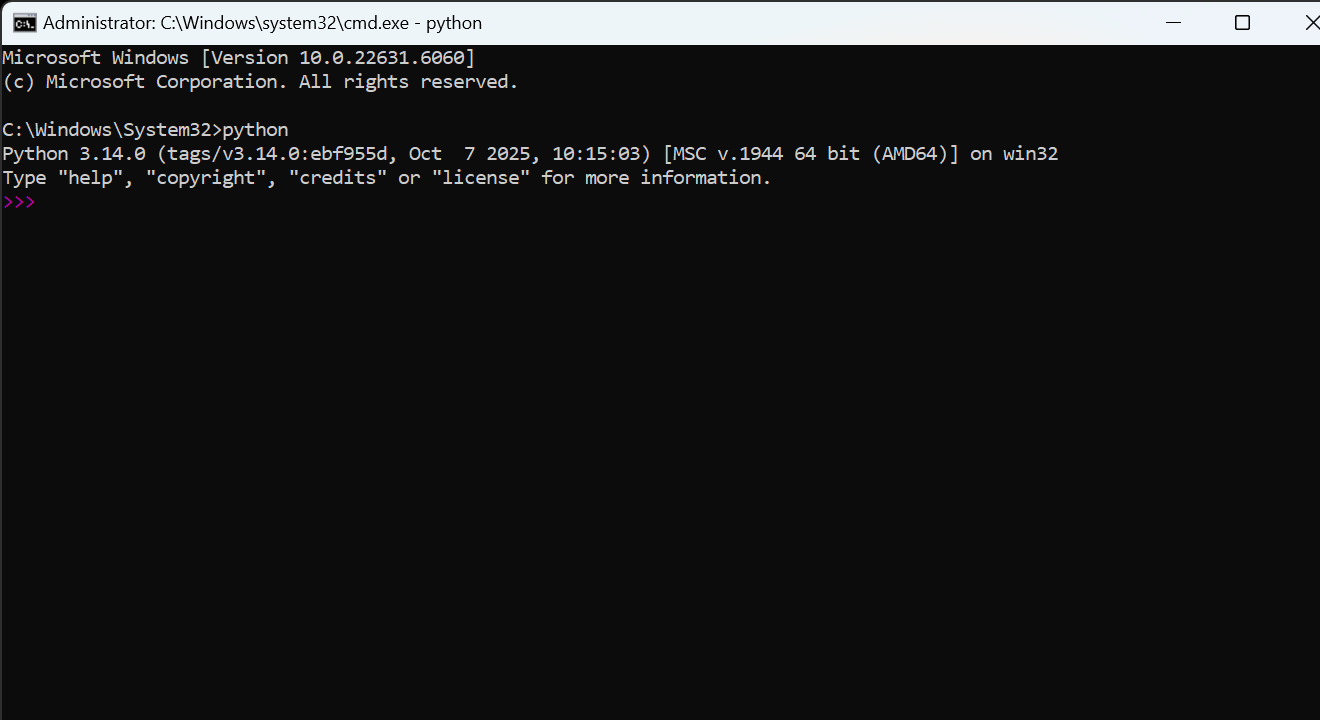 Administrator: C:\Windows\system32\cmd.exe - python
Microsoft Windows [Version 10.0.22631.6060]
(c) Microsoft Corporation. All rights reserved.
C:\Windows\System32>python
Python 3.14.0 (tags/v3.14.0:ebf955d, Oct  7 2025, 10:15:03) [MSC v.1944 64 bit (AMD64)] on win32
Type "help", "copyright", "credits" or "license" for more information.
>>>